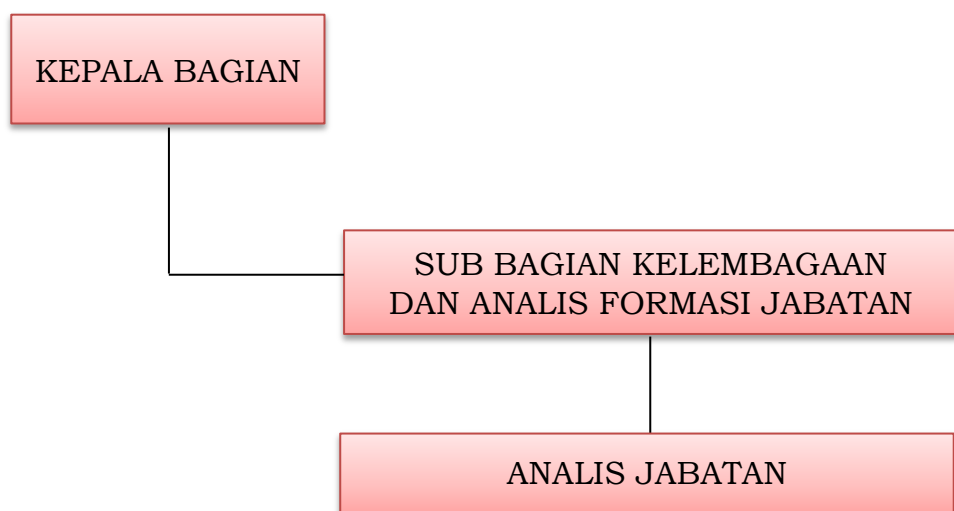 KEPALA BAGIAN
SUB BAGIAN KELEMBAGAAN
DAN ANALIS FORMASI JABATAN
ANALIS JABATAN